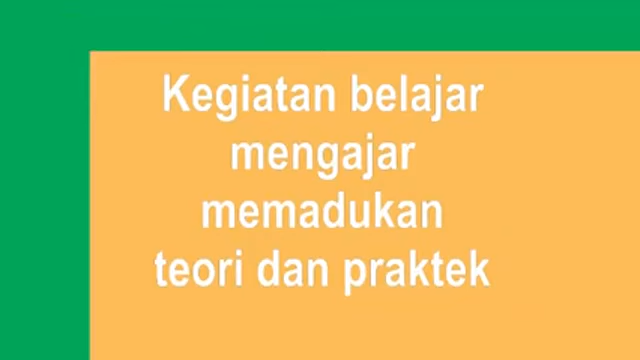 Kegiatan belajar
mengajar
memadukan
teori dan praktek